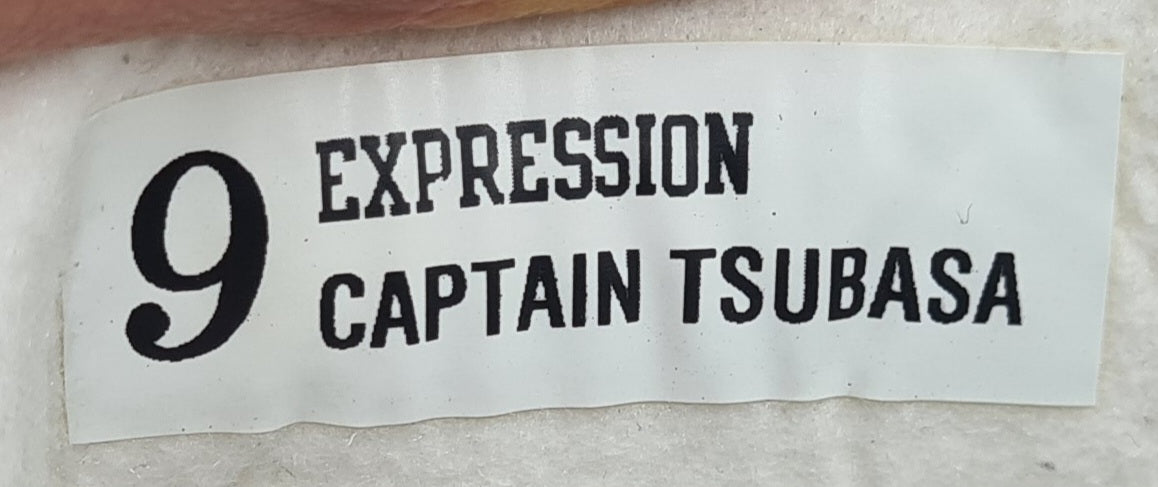 9
EXPRESSION
CAPTAIN TSUBASA